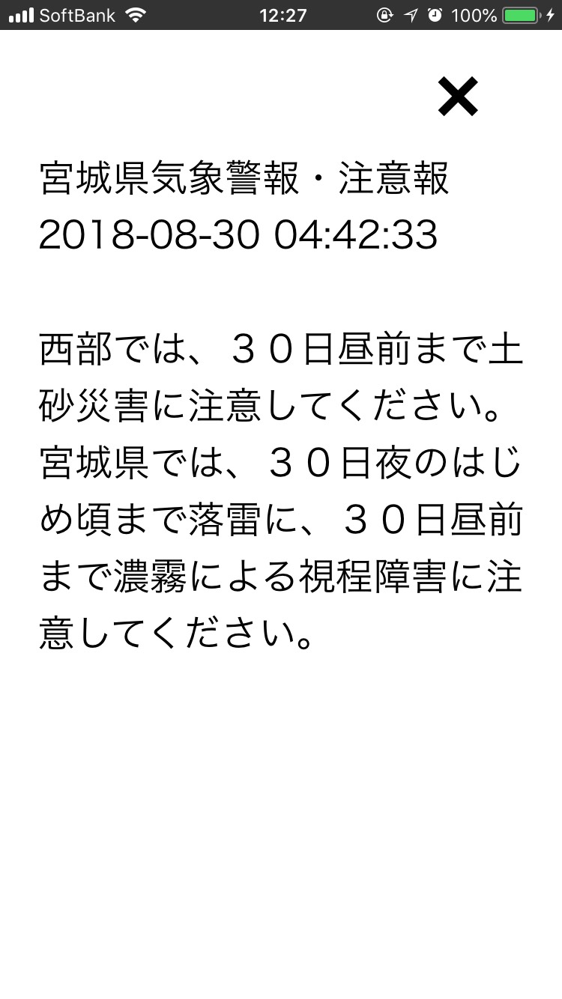 SoftBank 12:27 100%
宮城県気象警報・注意報
2018-08-30 04:42:33
西部では、３０日昼前まで土
砂災害に注意してください。
宮城県では、３０日夜のはじ
め頃まで落雷に、３０日昼前
まで濃霧による視程障害に注
意してください。